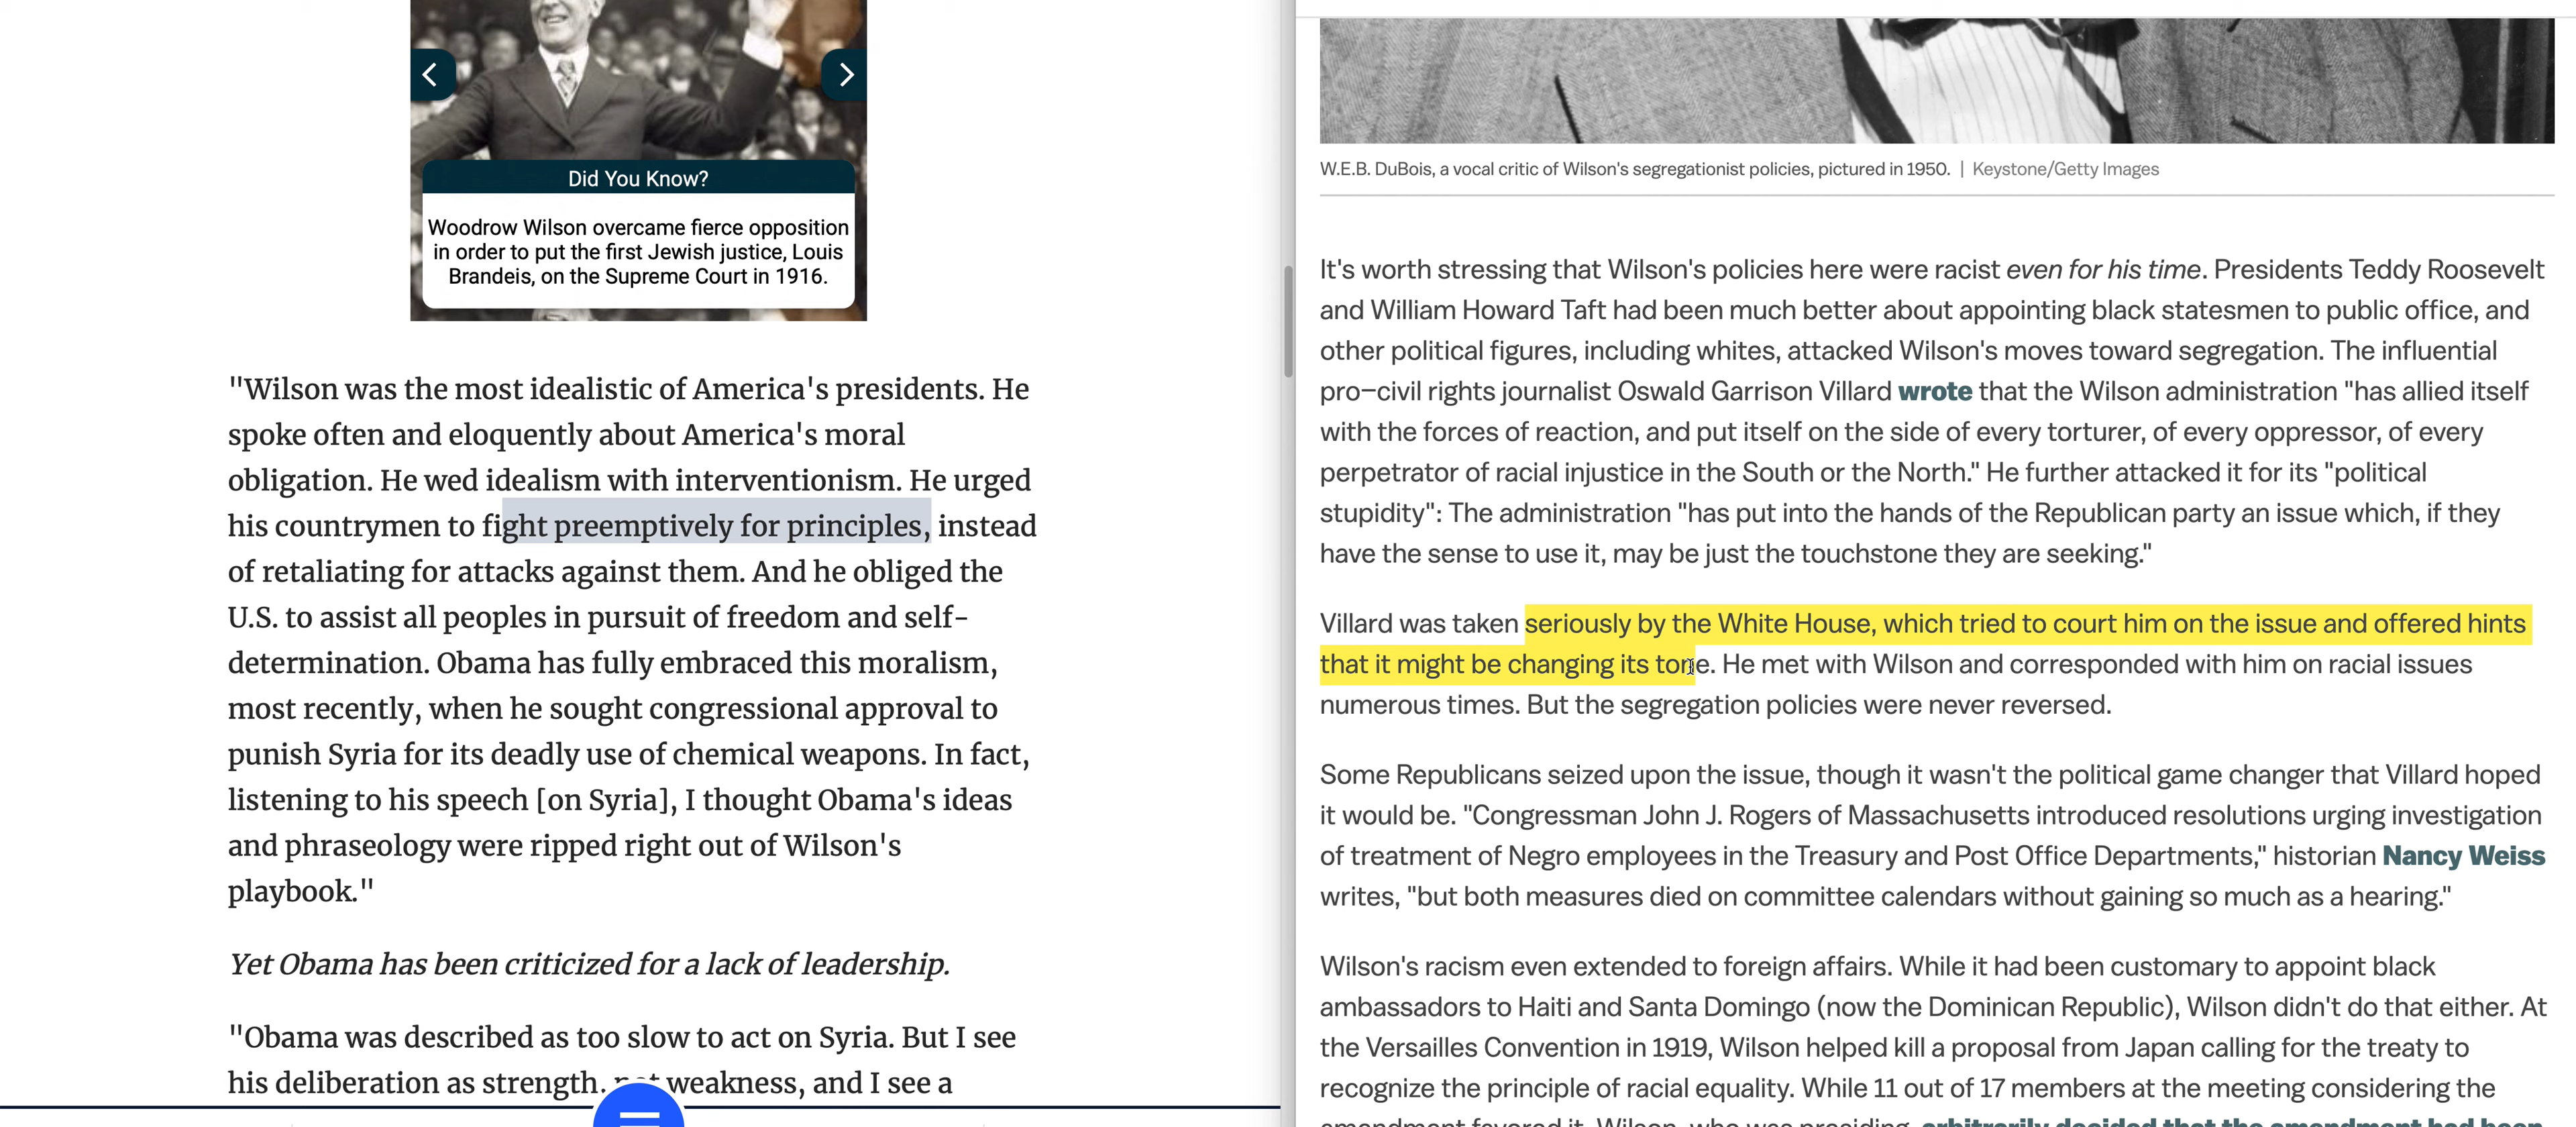 Did You Know?
Woodrow Wilson overcame fierce opposition
in order to put the first Jewish justice, Louis
Brandeis, on the Supreme Court in 1916.
"Wilson was the most idealistic of America's presidents. He
spoke often and eloquently about America's moral
obligation. He wed idealism with interventionism. He urged
his countrymen to fight preemptively for principles, instead
of retaliating for attacks against them. And he obliged the
U.S. to assist all peoples in pursuit of freedom and self-
determination. Obama has fully embraced this moralism,
most recently, when he sought congressional approval to
punish Syria for its deadly use of chemical weapons. In fact,
listening to his speech [on Syria], I thought Obama's ideas
and phraseology were ripped right out of Wilson's
playbook."
Yet Obama has been criticized for a lack of leadership.
"Obama was described as too slow to act on Syria. But I see
his deliberation as strength, not weakness, and I see a
W.E.B. DuBois, a vocal critic of Wilson's segregationist policies, pictured in 1950. | Keystone/Getty Images
It's worth stressing that Wilson's policies here were racist even for his time. Presidents Teddy Roosevelt
and William Howard Taft had been much better about appointing black statesmen to public office, and
other political figures, including whites, attacked Wilson's moves toward segregation. The influential
pro–civil rights journalist Oswald Garrison Villard wrote that the Wilson administration "has allied itself
with the forces of reaction, and put itself on the side of every torturer, of every oppressor, of every
perpetrator of racial injustice in the South or the North." He further attacked it for its "political
stupidity": The administration "has put into the hands of the Republican party an issue which, if they
have the sense to use it, may be just the touchstone they are seeking."
Villard was taken seriously by the White House, which tried to court him on the issue and offered hints
that it might be changing its tone. He met with Wilson and corresponded with him on racial issues
numerous times. But the segregation policies were never reversed.
Some Republicans seized upon the issue, though it wasn't the political game changer that Villard hoped
it would be. "Congressman John J. Rogers of Massachusetts introduced resolutions urging investigation
of treatment of Negro employees in the Treasury and Post Office Departments," historian Nancy Weiss
writes, "but both measures died on committee calendars without gaining so much as a hearing."
Wilson's racism even extended to foreign affairs. While it had been customary to appoint black
ambassadors to Haiti and Santa Domingo (now the Dominican Republic), Wilson didn't do that either. At
the Versailles Convention in 1919, Wilson helped kill a proposal from Japan calling for the treaty to
recognize the principle of racial equality. While 11 out of 17 members at the meeting considering the
amendment favored it, Wilson, who was presiding, arbitrarily decided that the amendment had been